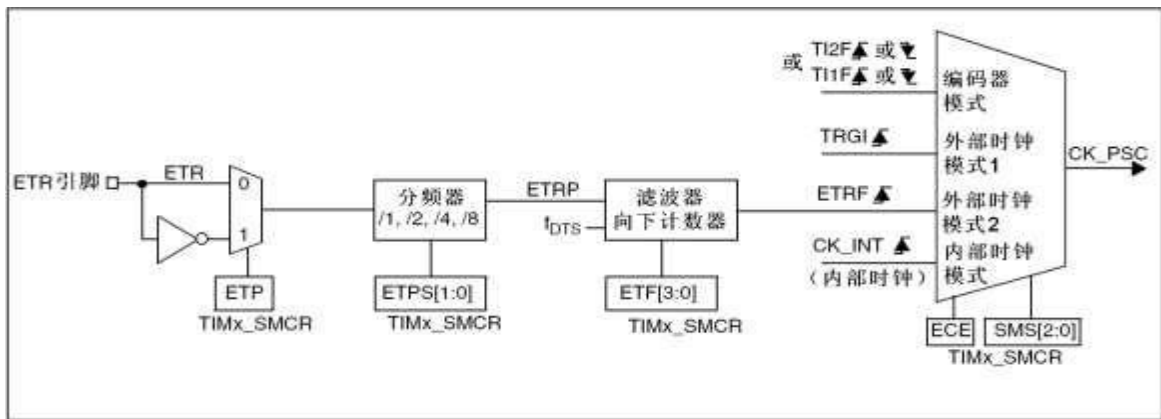 TI2F 或
或 TI1F 或
编码器
模式
TRGI
外部时钟
模式1
CK_PSC
ETR引脚
ETR
0
1
分频器
/1, /2, /4, /8
ETRP
fDTS
滤波器
向下计数器
ETRF
外部时钟
模式2
CK_INT
(内部时钟)
内部时钟
模式
ETP
TIMx_SMCR
ETPS[1:0]
TIMx_SMCR
ETF[3:0]
TIMx_SMCR
ECE
SMS[2:0]
TIMx_SMCR